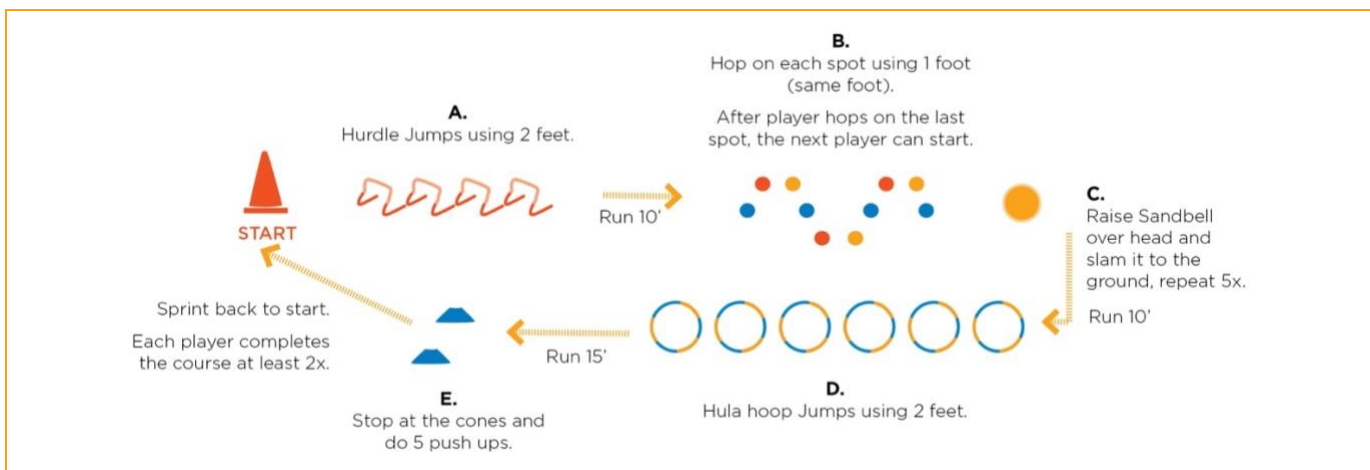 A.
Hurdle Jumps using 2 feet.
START
Run 10’
B.
Hop on each spot using 1 foot
(same foot).
After player hops on the last
spot, the next player can start.
C.
Raise Sandbell
over head and
slam it to the
ground, repeat 5x.
Run 10’
D.
Hula hoop Jumps using 2 feet.
Run 15’
E.
Stop at the cones and
do 5 push ups.
Sprint back to start.
Each player completes
the course at least 2x.